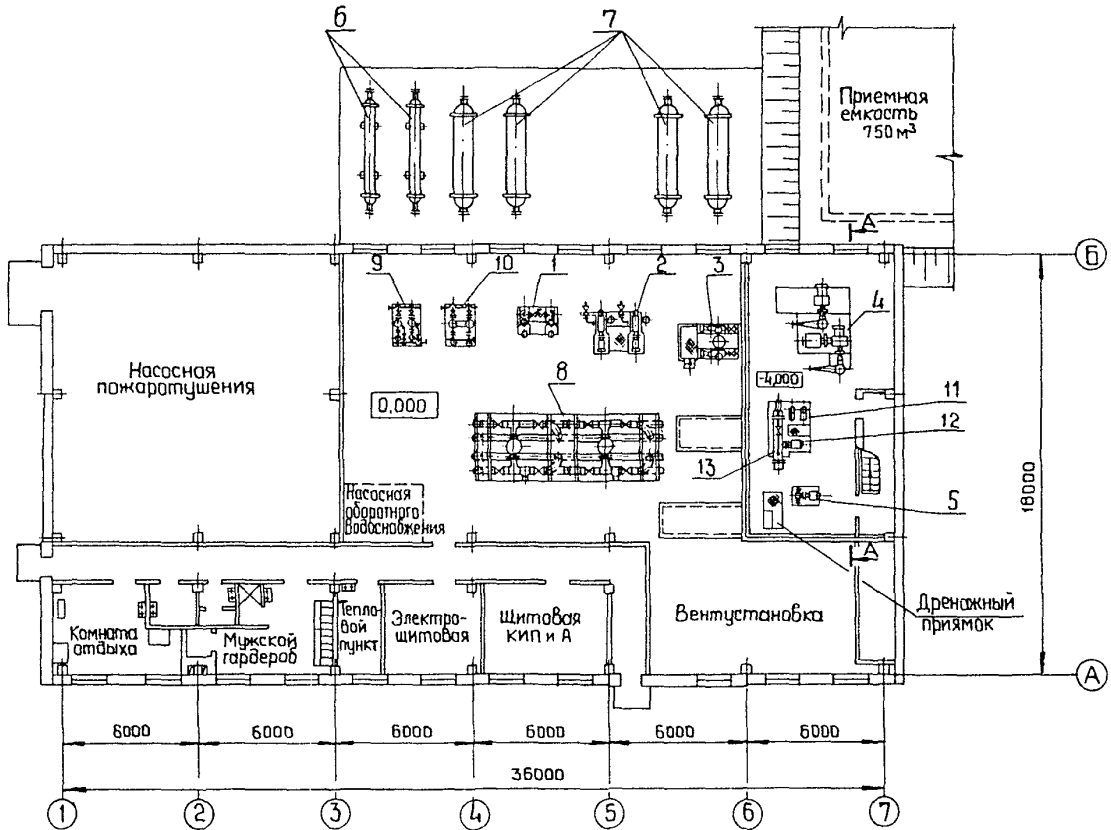 6
7
Приемная
емкость
750 м³
А
Б
9
10
1
2
3
4
Насосная
пожаротушения
0,000
8
-4,000
11
12
13
5
18000
Насосная
оборотного
водоснабжения
А
Комната
отдыха
Мужской
гардероб
Тепло-
вой
пункт
Электро-
щитовая
Щитовая
КИП и А
Вентустановка
Дренажный
приямок
А
6000
6000
6000
6000
6000
6000
36000
1
2
3
4
5
6
7